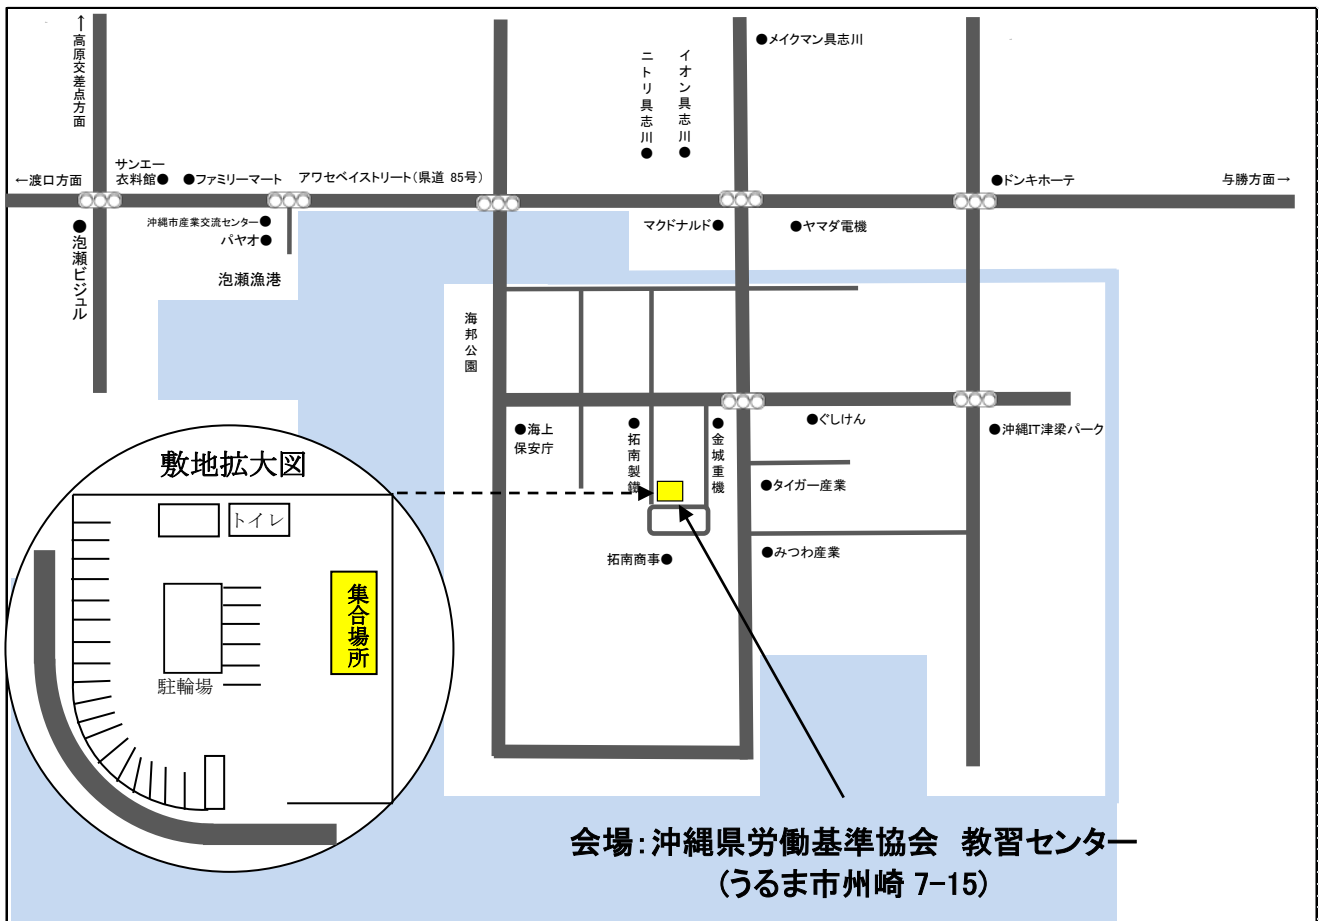 ↑高原交差点方面
●メイクマン具志川
ニトリ具志川●
イオン具志川●
←渡口方面
サンエー
衣料館●
●ファミリーマート
アワセベイストリート(県道 85号)
●ドンキホーテ
与勝方面→
●泡瀬ビジュル
沖縄市産業交流センター●
パヤオ●
泡瀬漁港
マクドナルド●
●ヤマダ電機
海邦公園
●海上
保安庁
●拓南製鐵
●金城重機
●ぐしけん
●沖縄IT津梁パーク
●タイガー産業
拓南商事●
●みつわ産業
敷地拡大図
トイレ
集合場所
駐輪場
会場:沖縄県労働基準協会 教習センター
(うるま市州崎 7-15)